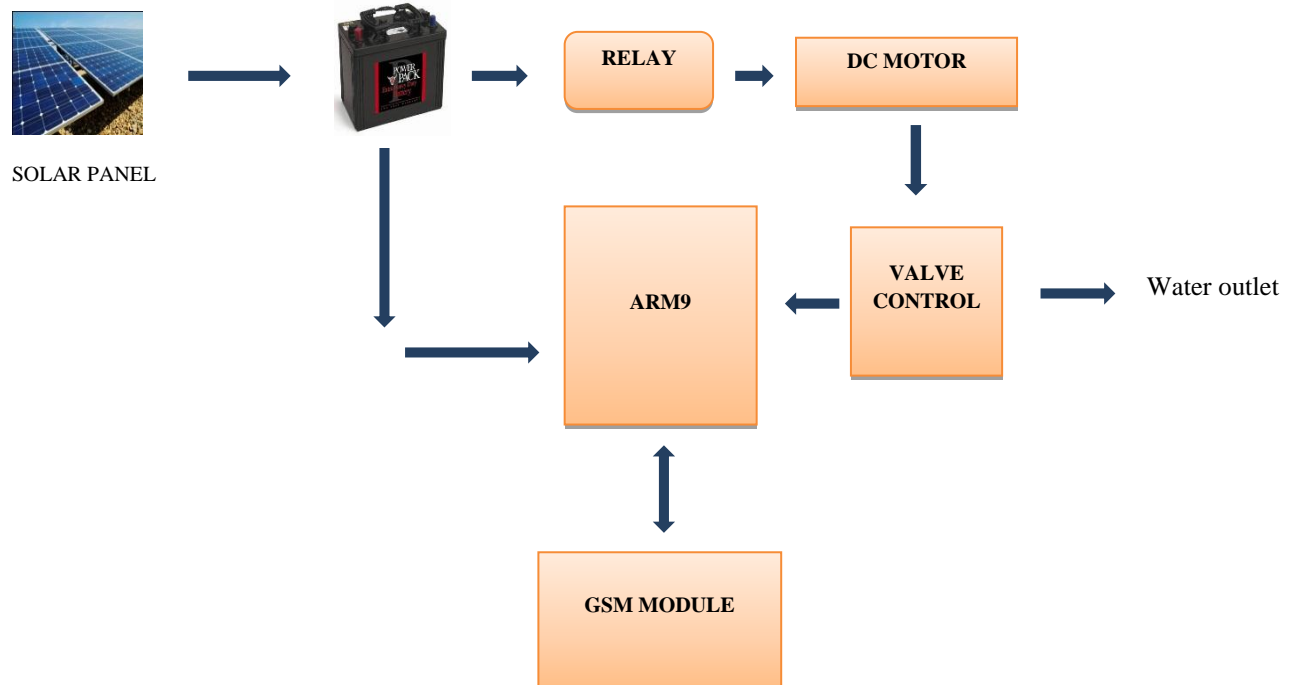 RELAY
DC MOTOR
POWER
PACK
SOLAR PANEL
VALVE
CONTROL
Water outlet
ARM9
GSM MODULE